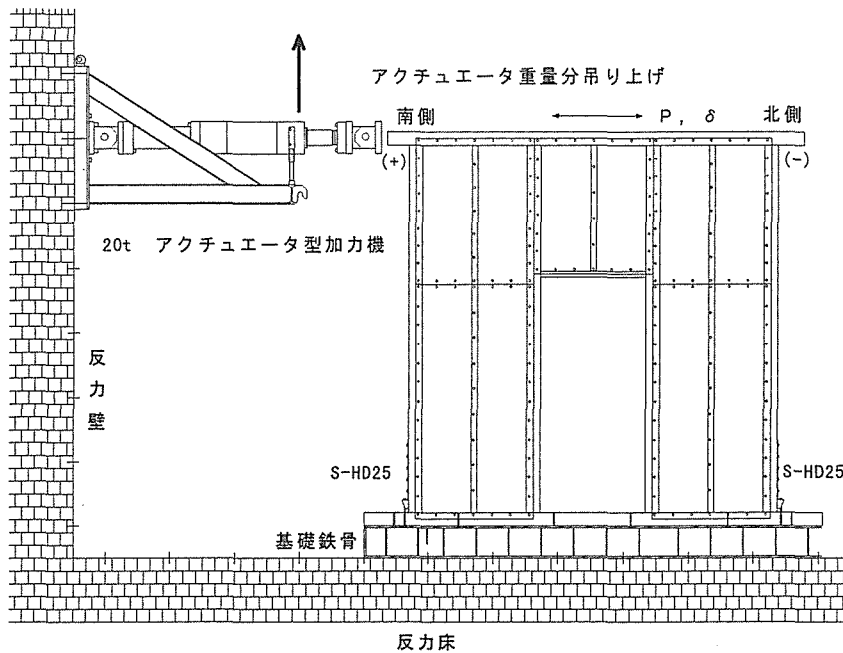 アクチュエータ重量分吊り上げ
南側
P, δ
北側
(+)
(-)
20t アクチュエータ型加力機
反力壁
S-HD25
S-HD25
基礎鉄骨
反力床